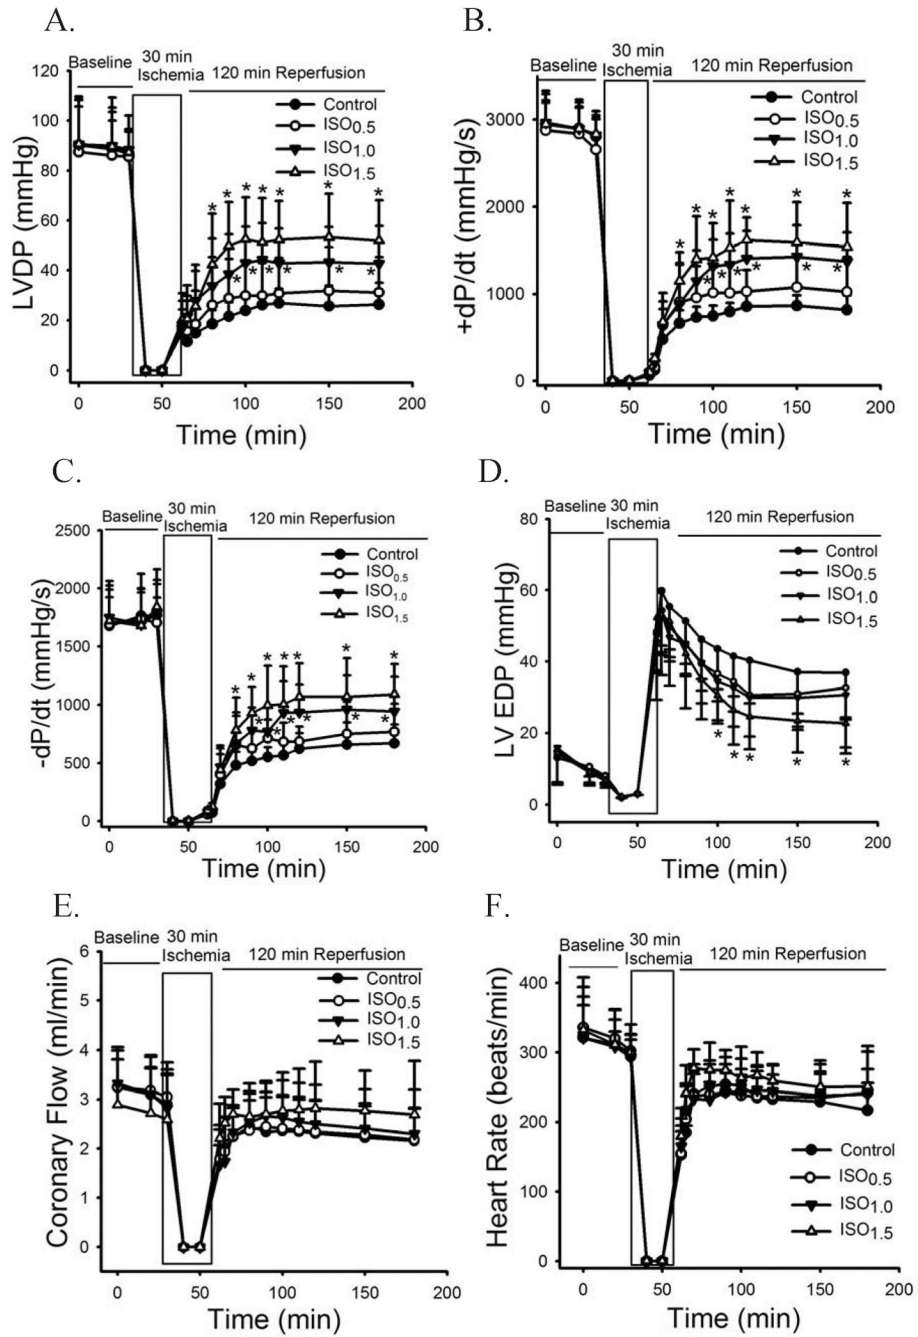 A.
Baseline
30 min
Ischemia
120 min Reperfusion
Control
ISO0.5
ISO1.0
ISO1.5
LVDP (mmHg)
120
100
80
60
40
20
0
* * * * * * *
* * * * *
0 50 100 150 200
Time (min)
B.
Baseline
30 min
Ischemia
120 min Reperfusion
Control
ISO0.5
ISO1.0
ISO1.5
+dP/dt (mmHg/s)
3000
2000
1000
0
* * * * * * *
* * * * *
0 50 100 150 200
Time (min)
C.
Baseline
30 min
Ischemia
120 min Reperfusion
Control
ISO0.5
ISO1.0
ISO1.5
-dP/dt (mmHg/s)
2500
2000
1500
1000
500
0
* * * * * * *
* * * * *
0 50 100 150 200
Time (min)
D.
Baseline
30 min
Ischemia
120 min Reperfusion
Control
ISO0.5
ISO1.0
ISO1.5
LV EDP (mmHg)
80
60
40
20
0
* * * * *
0 50 100 150 200
Time (min)
E.
Baseline
30 min
Ischemia
120 min Reperfusion
Control
ISO0.5
ISO1.0
ISO1.5
Coronary Flow (ml/min)
6
5
4
3
2
1
0
0 50 100 150 200
Time (min)
F.
Baseline
30 min
Ischemia
120 min Reperfusion
Control
ISO0.5
ISO1.0
ISO1.5
Heart Rate (beats/min)
400
300
200
100
0
0 50 100 150 200
Time (min)